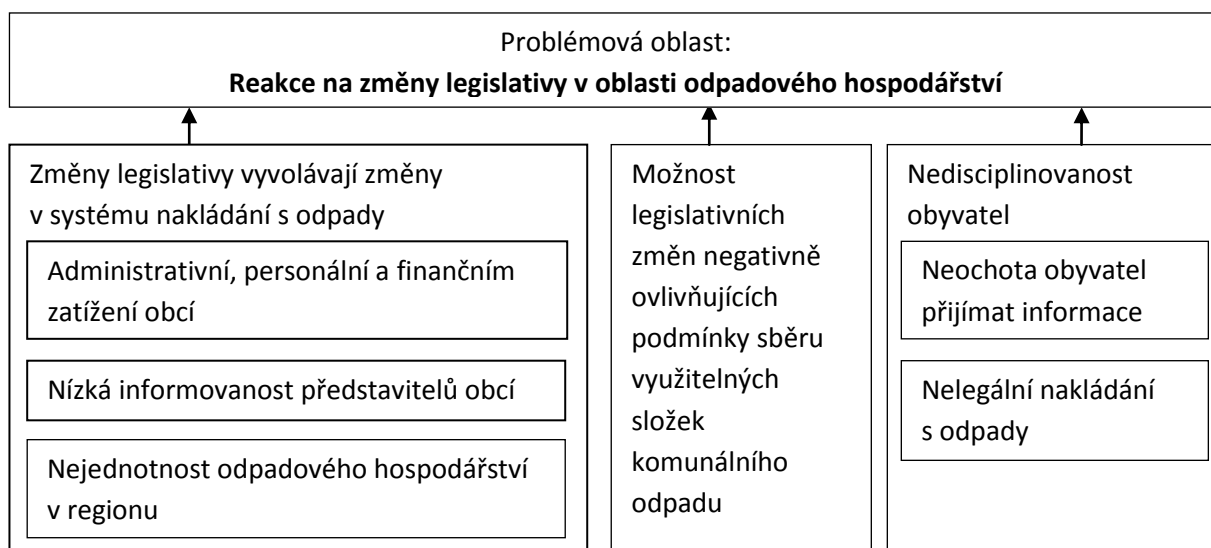 Problémová oblast:
Reakce na změny legislativy v oblasti odpadového hospodářství
Změny legislativy vyvolávají změny
v systému nakládání s odpady
Administrativní, personální a finančním
zatížení obcí
Nízká informovanost představitelů obcí
Nejednotnost odpadového hospodářství
v regionu
Možnost
legislativních
změn negativně
ovlivňujících
podmínky sběru
využitelných
složek
komunálního
odpadu
Nedisciplinovanost
obyvatel
Neochota obyvatel
přijímat informace
Nelegální nakládání
s odpady